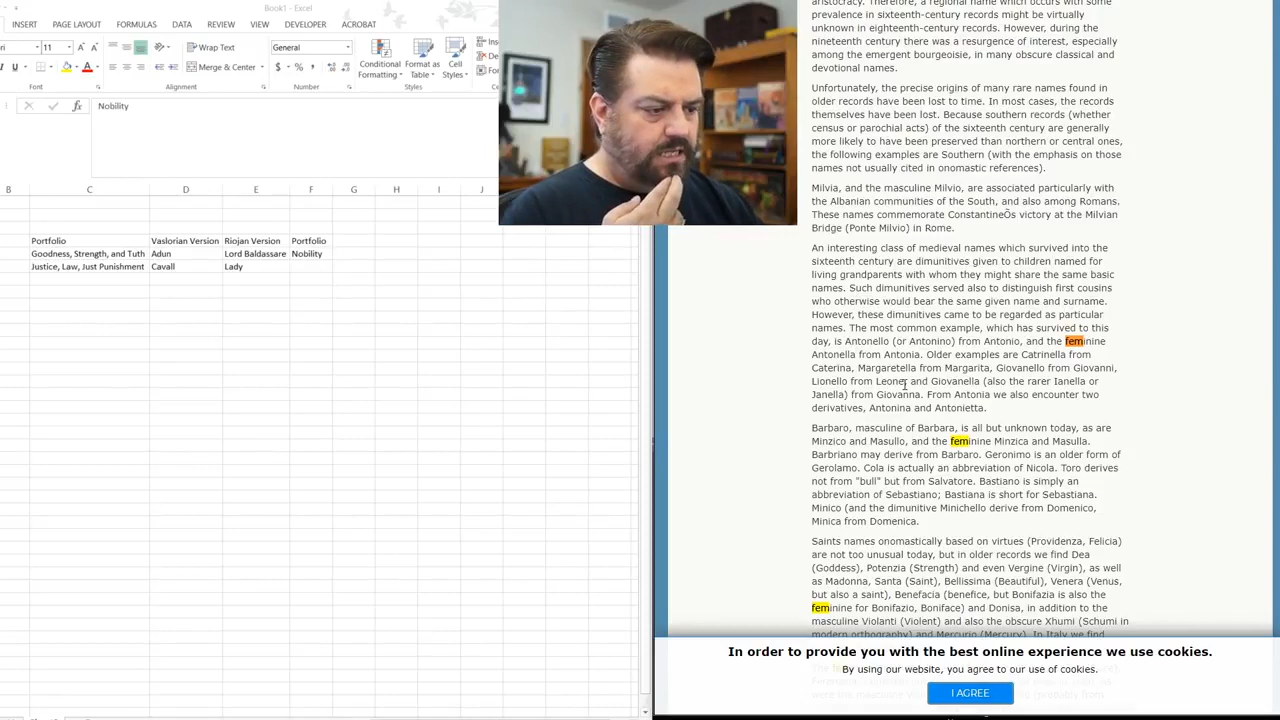 Book1 - Excel
INSERT PAGE LAYOUT FORMULAS DATA REVIEW VIEW DEVELOPER ACROBAT
11 A A Wrap Text General Conditional Format as Cell
U A Merge & Center $ % Formatting Table Styles
Font Alignment Number Styles
fx Nobility
B C D E F G H I J
Portfolio Vaslorian Version Riojan Version Portfolio
Goodness, Strength, and Tuth Adun Lord Baldassare Nobility
Justice, Law, Just Punishment Cavall Lady
aristocracy. Therefore, a regional name which occurs with some
prevalence in sixteenth-century records might be virtually
unknown in eighteenth-century records. However, during the
nineteenth century there was a resurgence of interest, especially
among the emergent bourgeoisie, in many obscure classical and
devotional names.
Unfortunately, the precise origins of many rare names found in
older records have been lost to time. In most cases, the records
themselves have been lost. Because southern records (whether
census or parochial acts) of the sixteenth century are generally
more likely to have been preserved than northern or central ones,
the following examples are Southern (with the emphasis on those
names not usually cited in onomastic references).
Milvia, and the masculine Milvio, are associated particularly with
the Albanian communities of the South, and also among Romans.
These names commemorate ConstantineÕs victory at the Milvian
Bridge (Ponte Milvio) in Rome.
An interesting class of medieval names which survived into the
sixteenth century are dimunitives given to children named for
living grandparents with whom they might share the same basic
names. Such dimunitives served also to distinguish first cousins
who otherwise would bear the same given name and surname.
However, these dimunitives came to be regarded as particular
names. The most common example, which has survived to this
day, is Antonello (or Antonino) from Antonio, and the feminine
Antonella from Antonia. Older examples are Catrinella from
Caterina, Margaretella from Margarita, Giovanello from Giovanni,
Lionello from Leone, and Giovanella (also the rarer Ianella or
Janella) from Giovanna. From Antonia we also encounter two
derivatives, Antonina and Antonietta.
Barbaro, masculine of Barbara, is all but unknown today, as are
Minzico and Masullo, and the feminine Minzica and Masulla.
Barbriano may derive from Barbaro. Geronimo is an older form of
Gerolamo. Cola is actually an abbreviation of Nicola. Toro derives
not from "bull" but from Salvatore. Bastiano is simply an
abbreviation of Sebastiano; Bastiana is short for Sebastiana.
Minico (and the dimunitive Minichello derive from Domenico,
Minica from Domenica.
Saints names onomastically based on virtues (Providenza, Felicia)
are not too unusual today, but in older records we find Dea
(Goddess), Potenzia (Strength) and even Vergine (Virgin), as well
as Madonna, Santa (Saint), Bellissima (Beautiful), Venera (Venus,
but also a saint), Benefacia (benefice, but Bonifazia is also the
feminine for Bonifazio, Boniface) and Donisa, in addition to the
masculine Violanti (Violent) and also the obscure Xhumi (Schumi in
modern orthography) and Mercurio (Mercury). In Italy we find
In order to provide you with the best online experience we use cookies.
By using our website, you agree to our use of cookies.
I AGREE